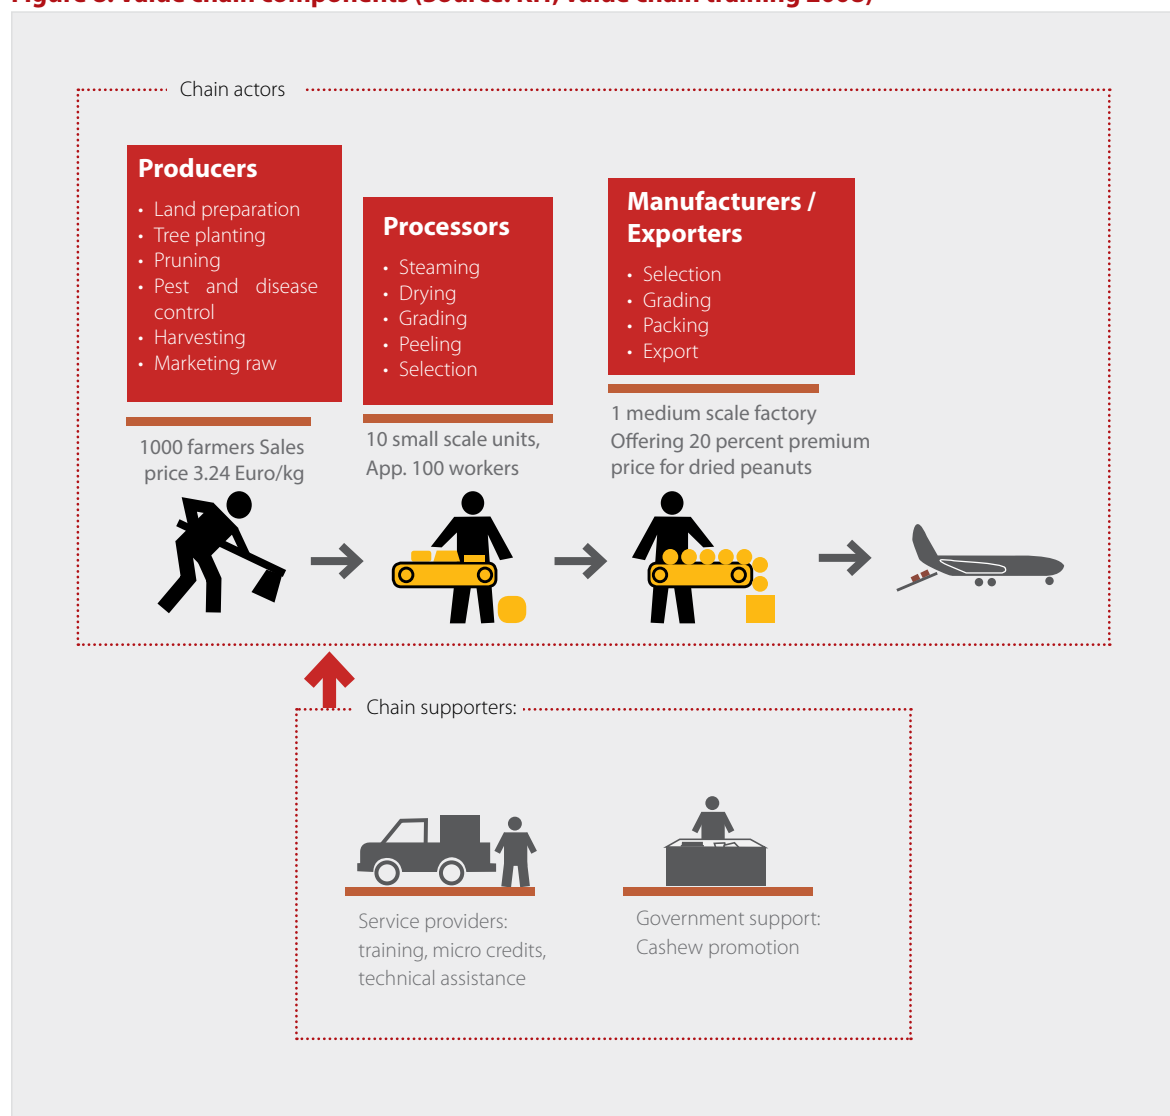 Chain actors
Producers
• Land preparation
• Tree planting
• Pruning
• Pest and disease
control
• Harvesting
• Marketing raw
1000 farmers Sales
price 3.24 Euro/kg
Processors
• Steaming
• Drying
• Grading
• Peeling
• Selection
10 small scale units,
App. 100 workers
Manufacturers /
Exporters
• Selection
• Grading
• Packing
• Export
1 medium scale factory
Offering 20 percent premium
price for dried peanuts
Chain supporters:
Service providers:
training, micro credits,
technical assistance
Government support:
Cashew promotion